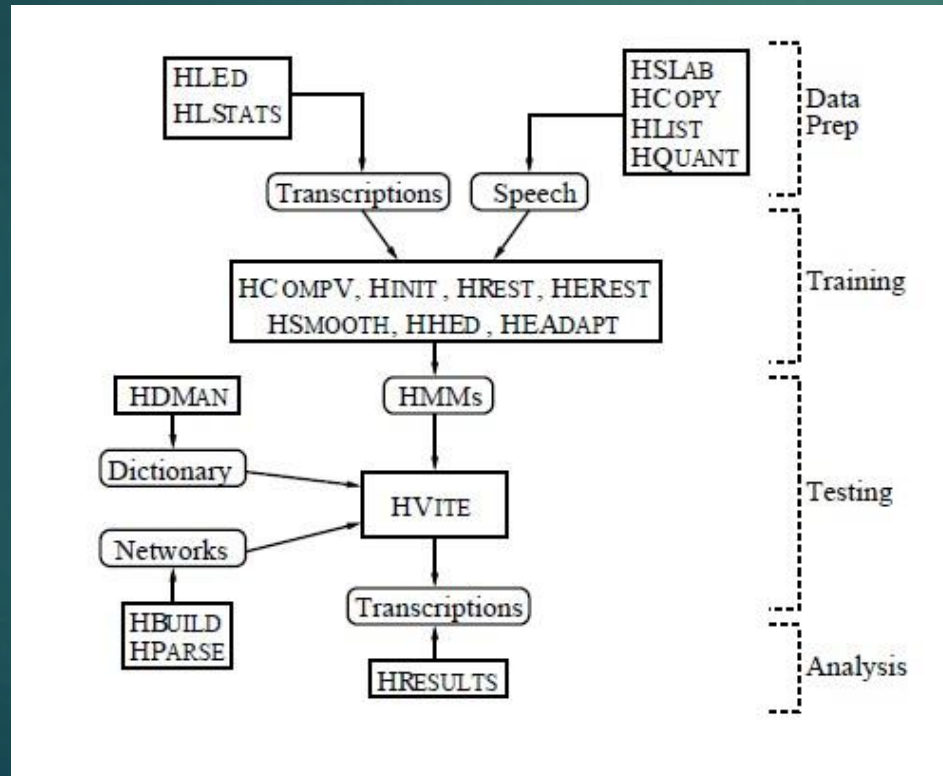 HLED
HLSTATS
HSLAB
HCOPY
HLIST
HQUANT
Data
Prep
Transcriptions
Speech
Training
HCOMPV, HINIT, HREST, HEREST
HSMOOTH, HHED, HEADAPT
HDMAN
HMMs
Dictionary
HVITE
Testing
Networks
Transcriptions
HBUILD
HPARSE
HRESULTS
Analysis